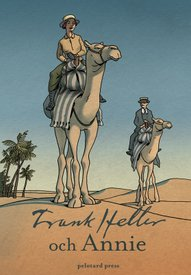 Frank Heller
och Annie
pelotard press